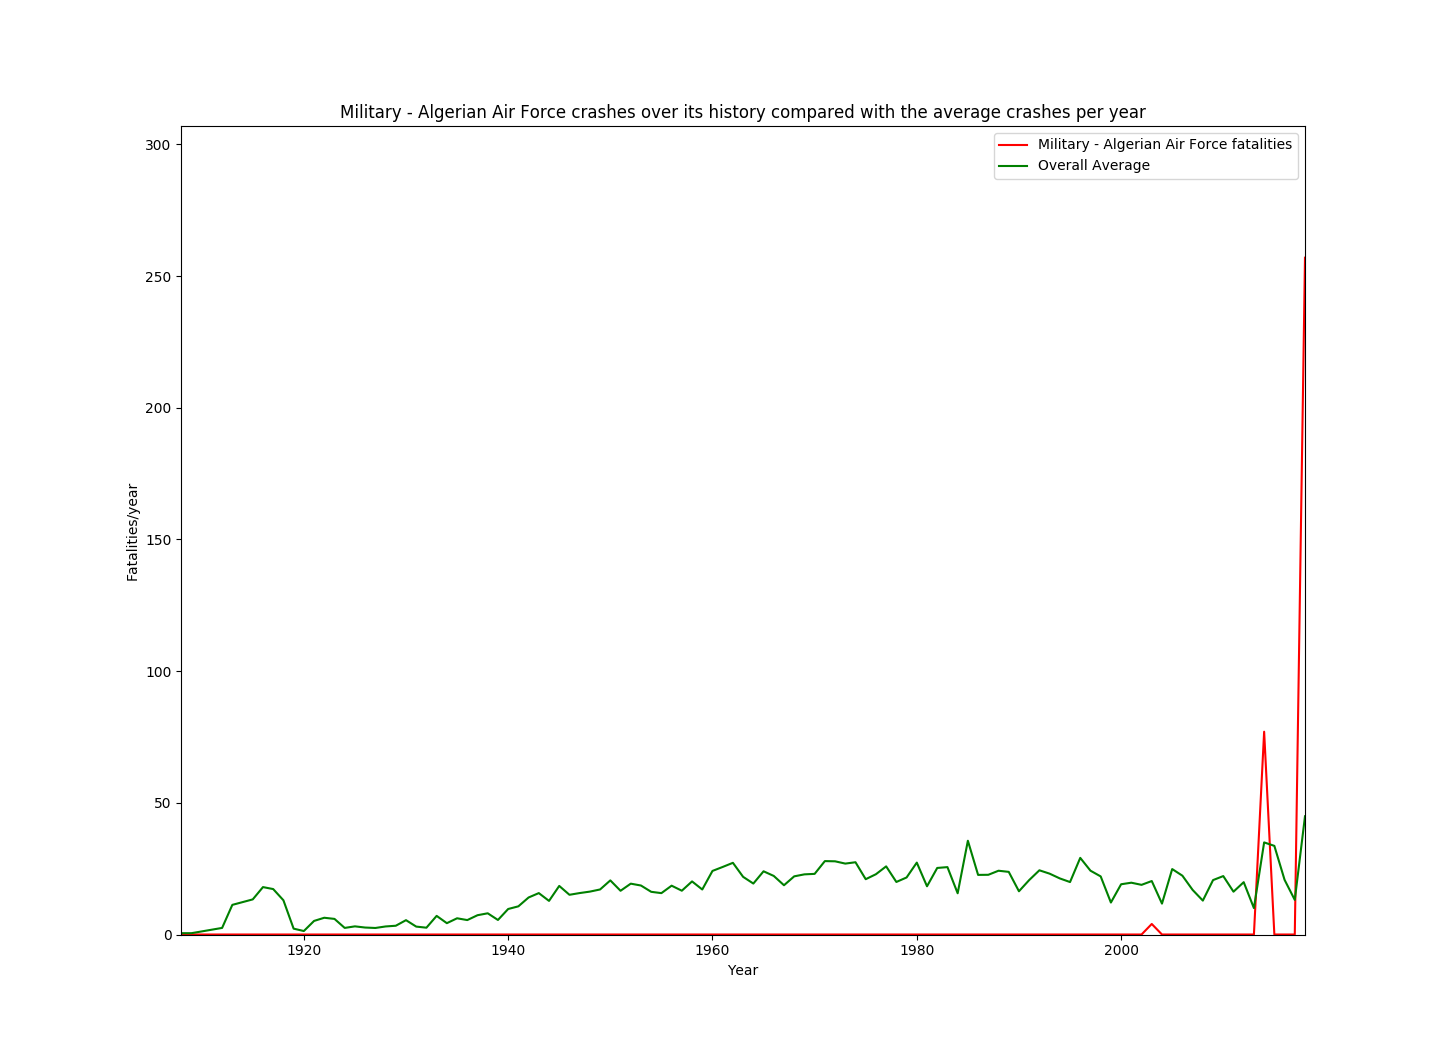 Military - Algerian Air Force crashes over its history compared with the average crashes per year
300
Military - Algerian Air Force fatalities
Overall Average
250
200
150
100
50
0
Fatalities/year
1920 1940 1960 1980 2000
Year